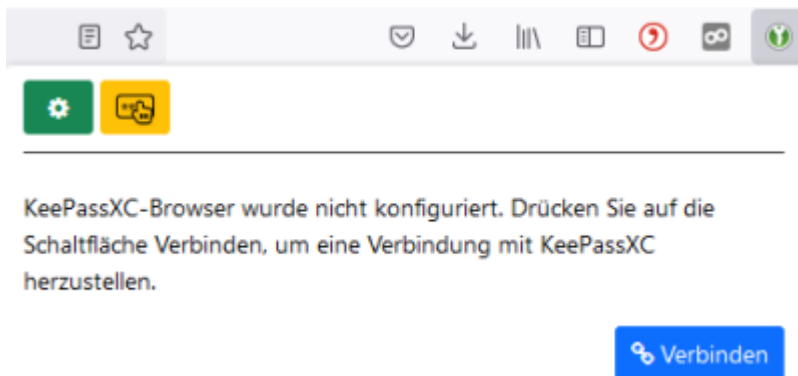 KeePassXC-Browser wurde nicht konfiguriert. Drücken Sie auf die
Schaltfläche Verbinden, um eine Verbindung mit KeePassXC
herzustellen.
Verbinden